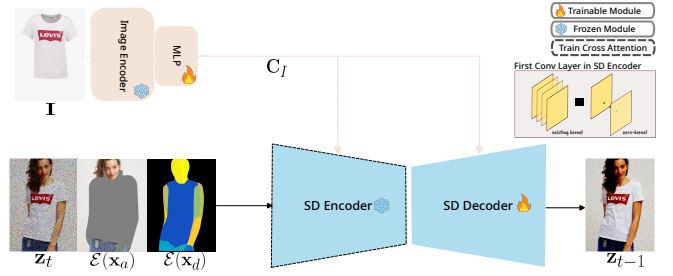 LEVI'S
I
Image Encoder
MLP
C_I
Trainable Module
Frozen Module
Train Cross Attention
First Conv Layer in SD Encoder
existing-kernel
zero-kernel
LEVI'S
z_t
ℰ(x_a)
ℰ(x_d)
SD Encoder
SD Decoder
LEVI'S
z_{t−1}